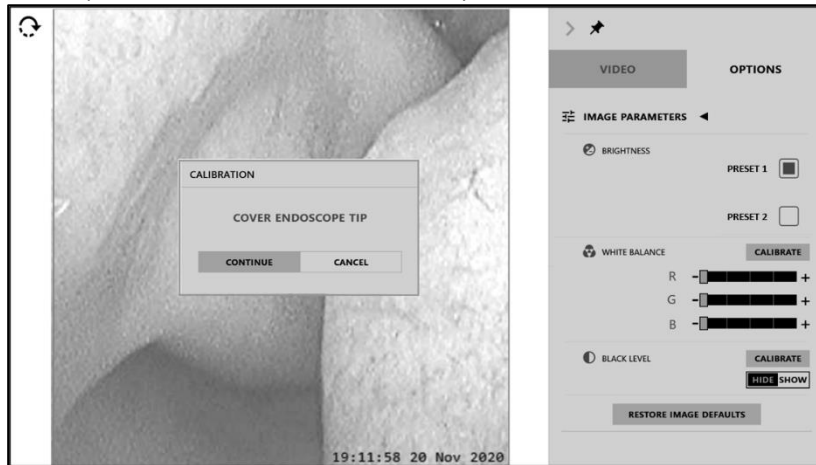 VIDEO OPTIONS
IMAGE PARAMETERS
BRIGHTNESS
PRESET 1
PRESET 2
WHITE BALANCE CALIBRATE
R - +
G - +
B - +
BLACK LEVEL CALIBRATE
HIDE SHOW
RESTORE IMAGE DEFAULTS
CALIBRATION
COVER ENDOSCOPE TIP
CONTINUE CANCEL
19:11:58 20 Nov 2020